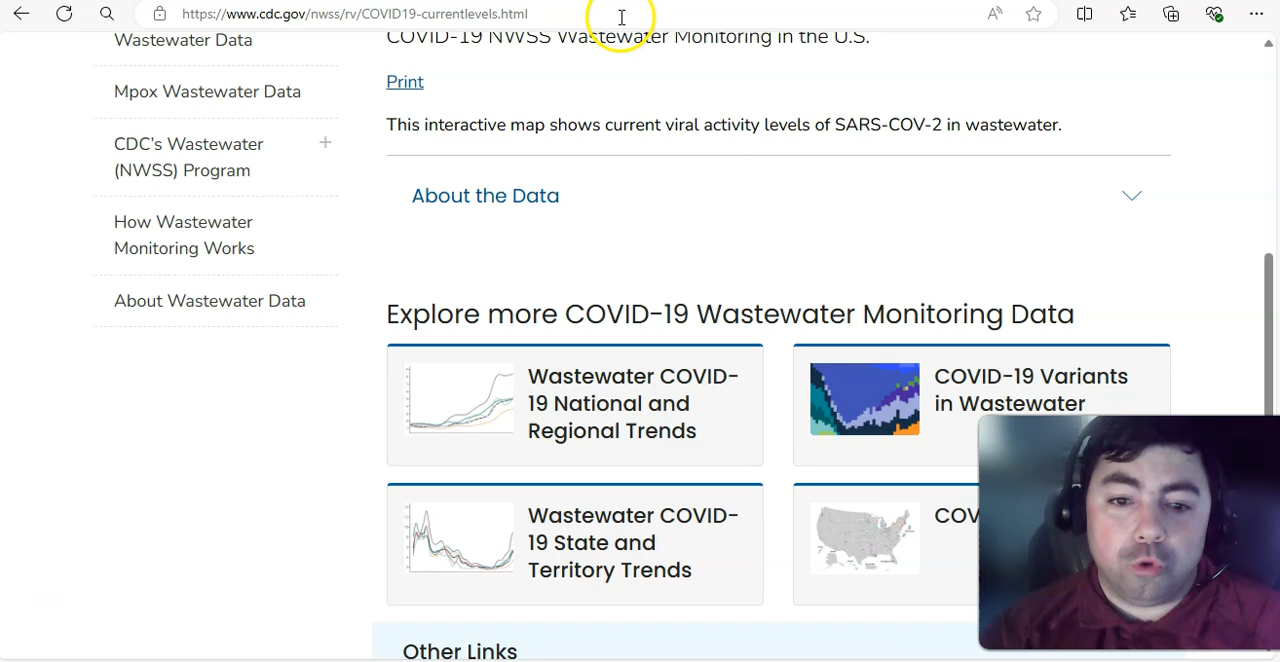 https://www.cdc.gov/nwss/rv/COVID19-currentlevels.html
Wastewater Data
Mpox Wastewater Data
CDC's Wastewater
(NWSS) Program
How Wastewater
Monitoring Works
About Wastewater Data
COVID-19 NWSS Wastewater Monitoring in the U.S.
Print
This interactive map shows current viral activity levels of SARS-COV-2 in wastewater.
About the Data
Explore more COVID-19 Wastewater Monitoring Data
Wastewater COVID-
19 National and
Regional Trends
COVID-19 Variants
in Wastewater
Wastewater COVID-
19 State and
Territory Trends
COV
Other Links